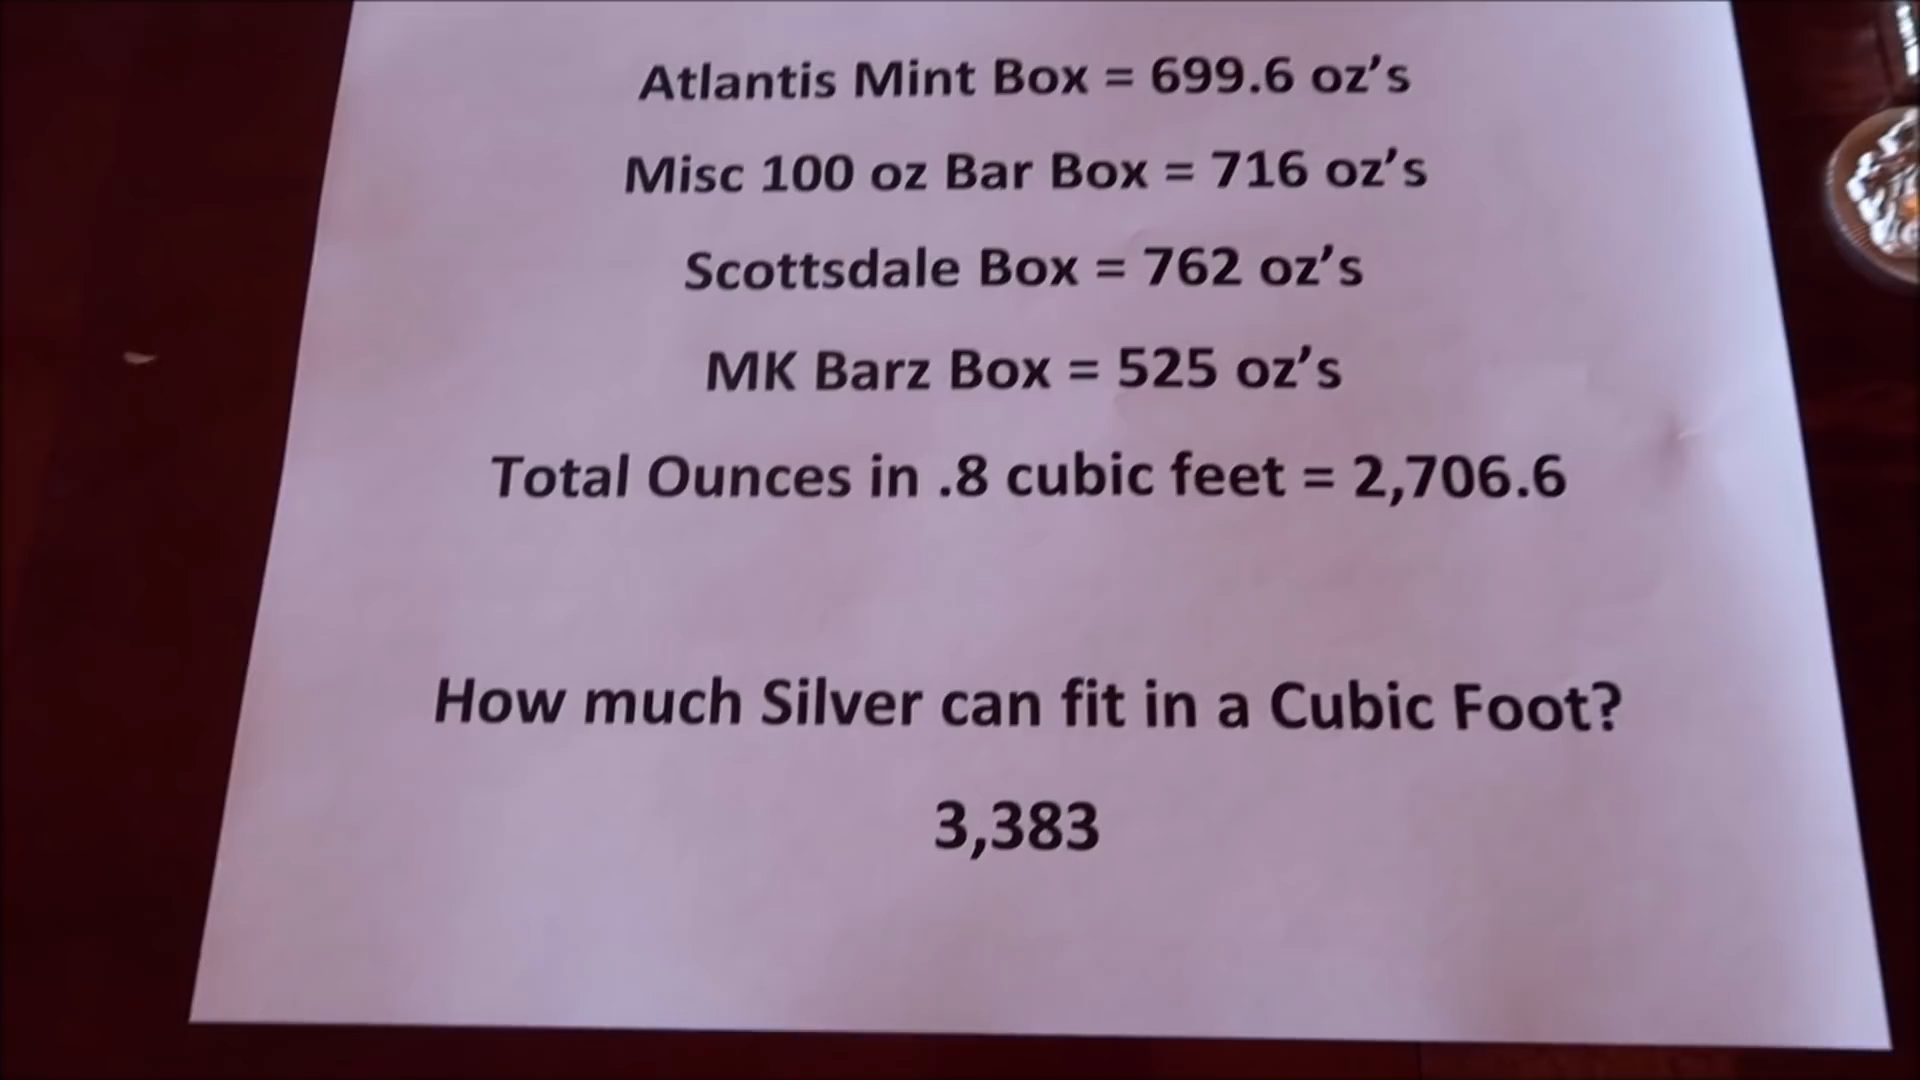 Atlantis Mint Box = 699.6 oz’s
Misc 100 oz Bar Box = 716 oz’s
Scottsdale Box = 762 oz’s
MK Barz Box = 525 oz’s
Total Ounces in .8 cubic feet = 2,706.6
How much Silver can fit in a Cubic Foot?
3,383